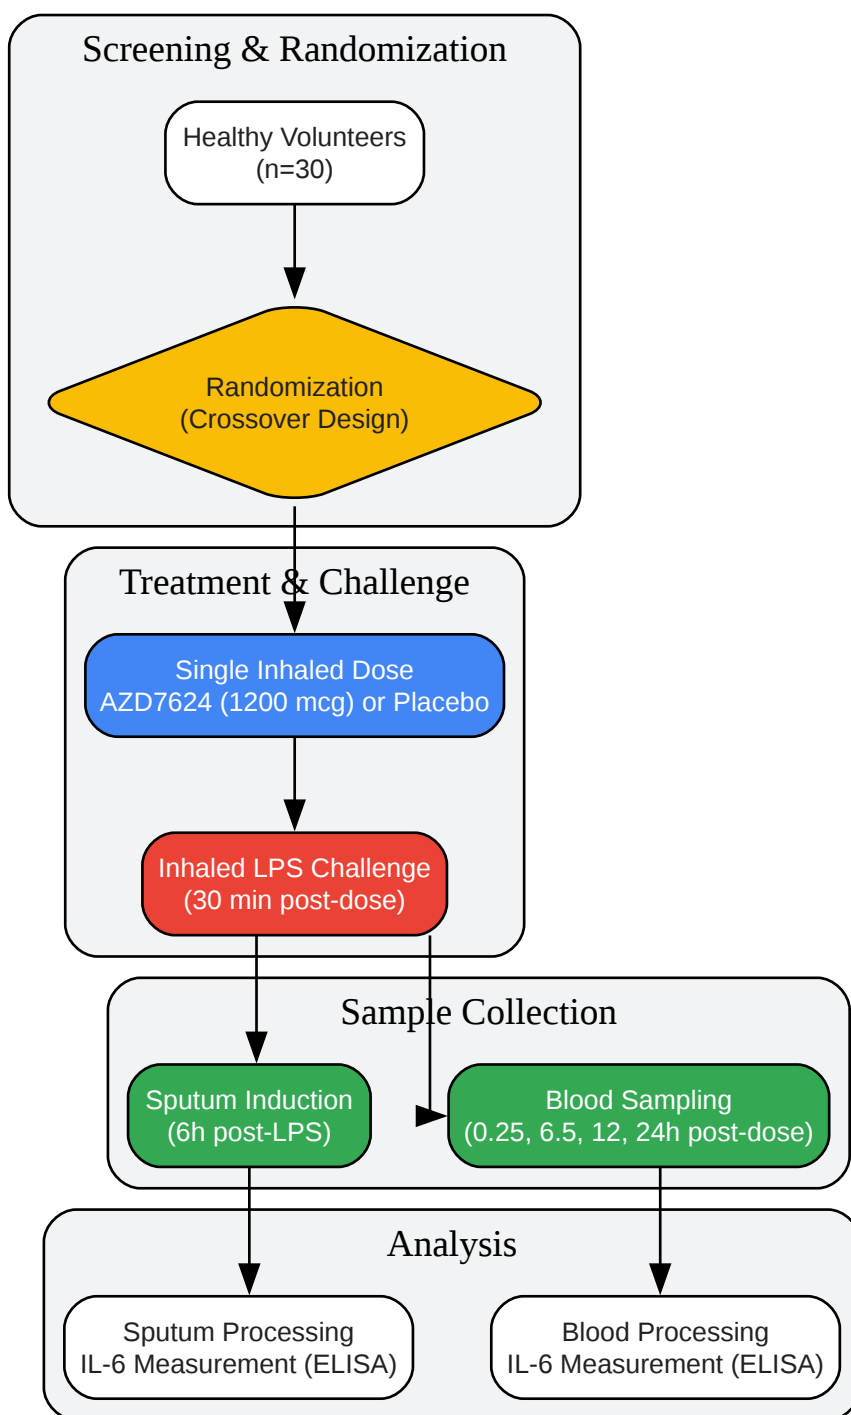 Screening & Randomization
Healthy Volunteers
(n=30)
Randomization
(Crossover Design)
Treatment & Challenge
Single Inhaled Dose
AZD7624 (1200 mcg) or Placebo
Inhaled LPS Challenge
(30 min post-dose)
Sample Collection
Sputum Induction
(6h post-LPS)
Blood Sampling
(0.25, 6.5, 12, 24h post-dose)
Analysis
Sputum Processing
IL-6 Measurement (ELISA)
Blood Processing
IL-6 Measurement (ELISA)